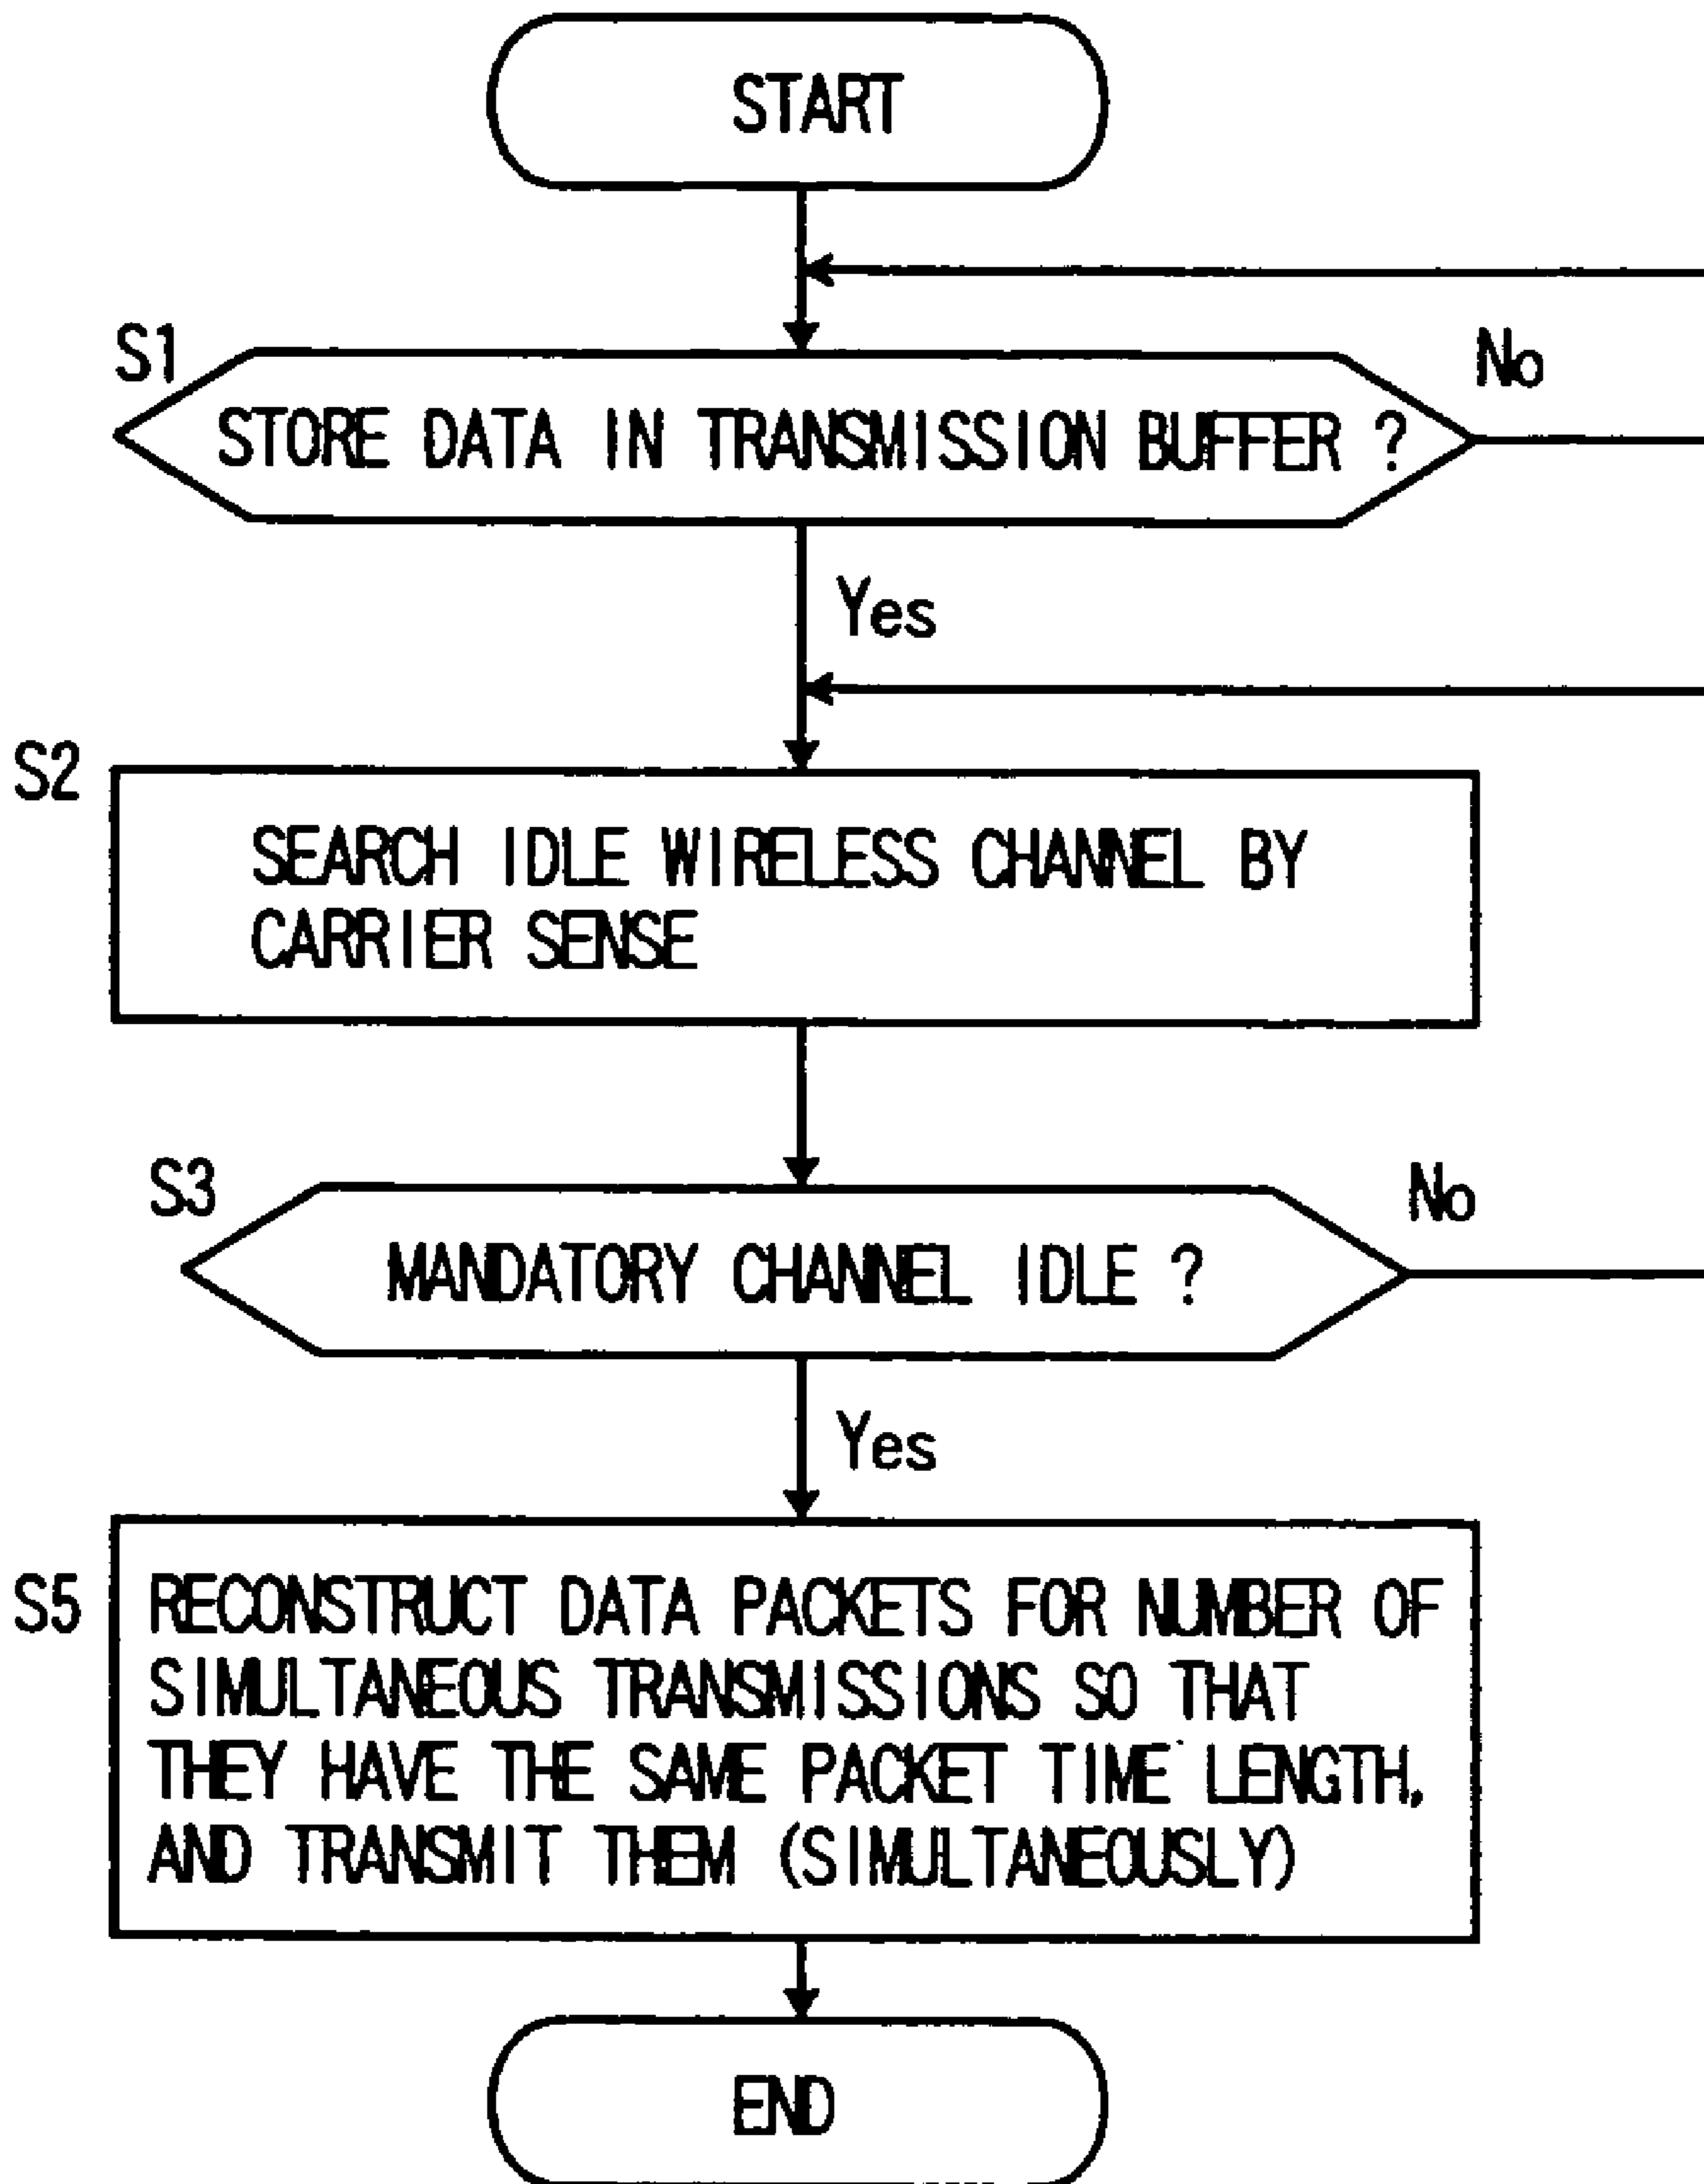 START
S1
No
STORE DATA IN TRANSMISSION BUFFER ?
Yes
S2
SEARCH IDLE WIRELESS CHANNEL BY
CARRIER SENSE
S3
No
MANDATORY CHANNEL IDLE ?
Yes
S5
RECONSTRUCT DATA PACKETS FOR NUMBER OF
SIMULTANEOUS TRANSMISSIONS SO THAT
THEY HAVE THE SAME PACKET TIME LENGTH,
AND TRANSMIT THEM (SIMULTANEOUSLY)
END